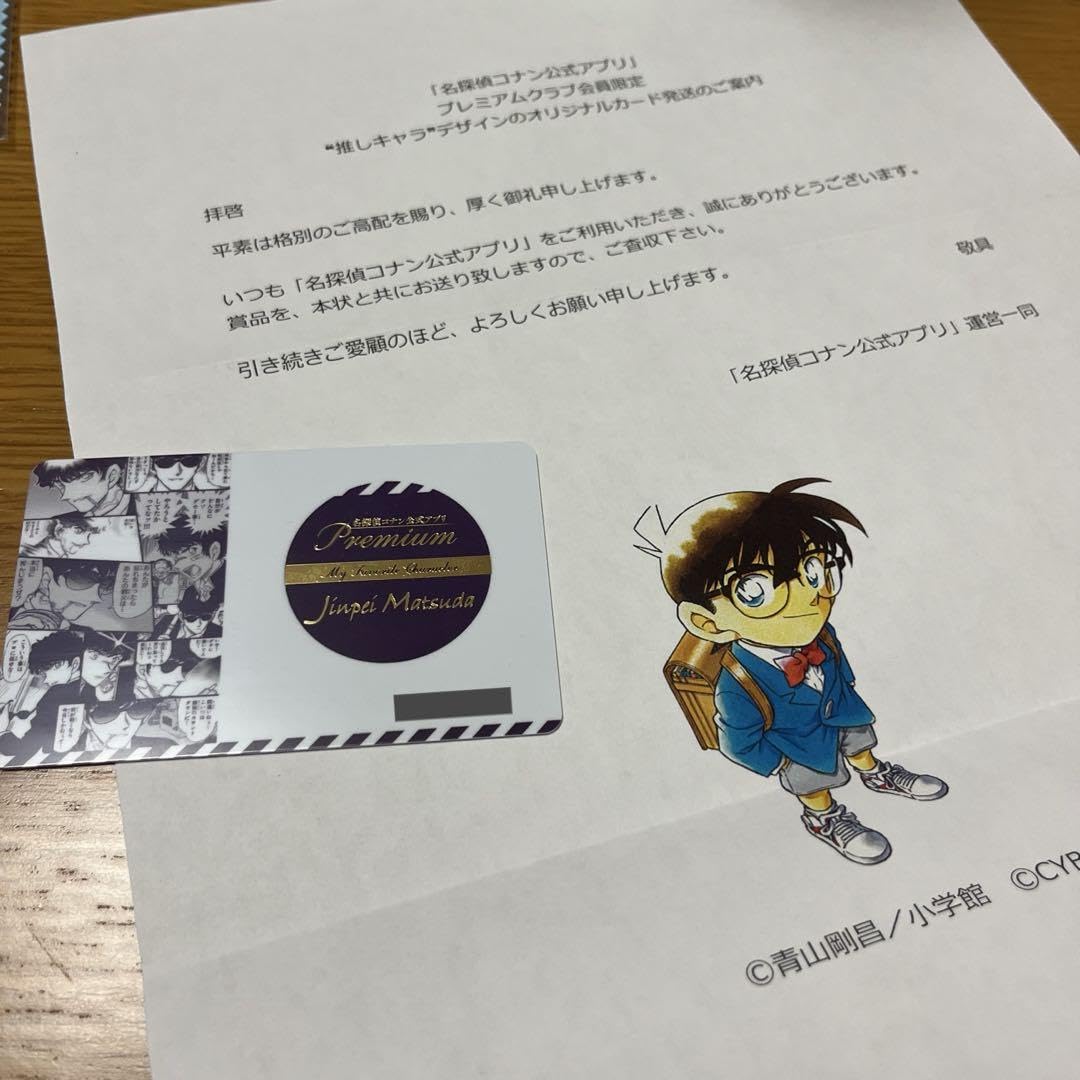 「名探偵コナン公式アプリ」
プレミアムクラブ会員限定
❝推しキャラ❞デザインのオリジナルカード発送のご案内
拝啓
平素は格別のご高配を賜り、厚く御礼申し上げます。
いつも「名探偵コナン公式アプリ」をご利用いただき、誠にありがとうございます。
賞品を、本状と共にお送り致しますので、ご査収下さい。
引き続きご愛顧のほど、よろしくお願い申し上げます。
敬具
「名探偵コナン公式アプリ」運営一同
名探偵コナン公式アプリ
Premium
My Favorite Character
Jinpei Matsuda
©青山剛昌／小学館 ©CYB